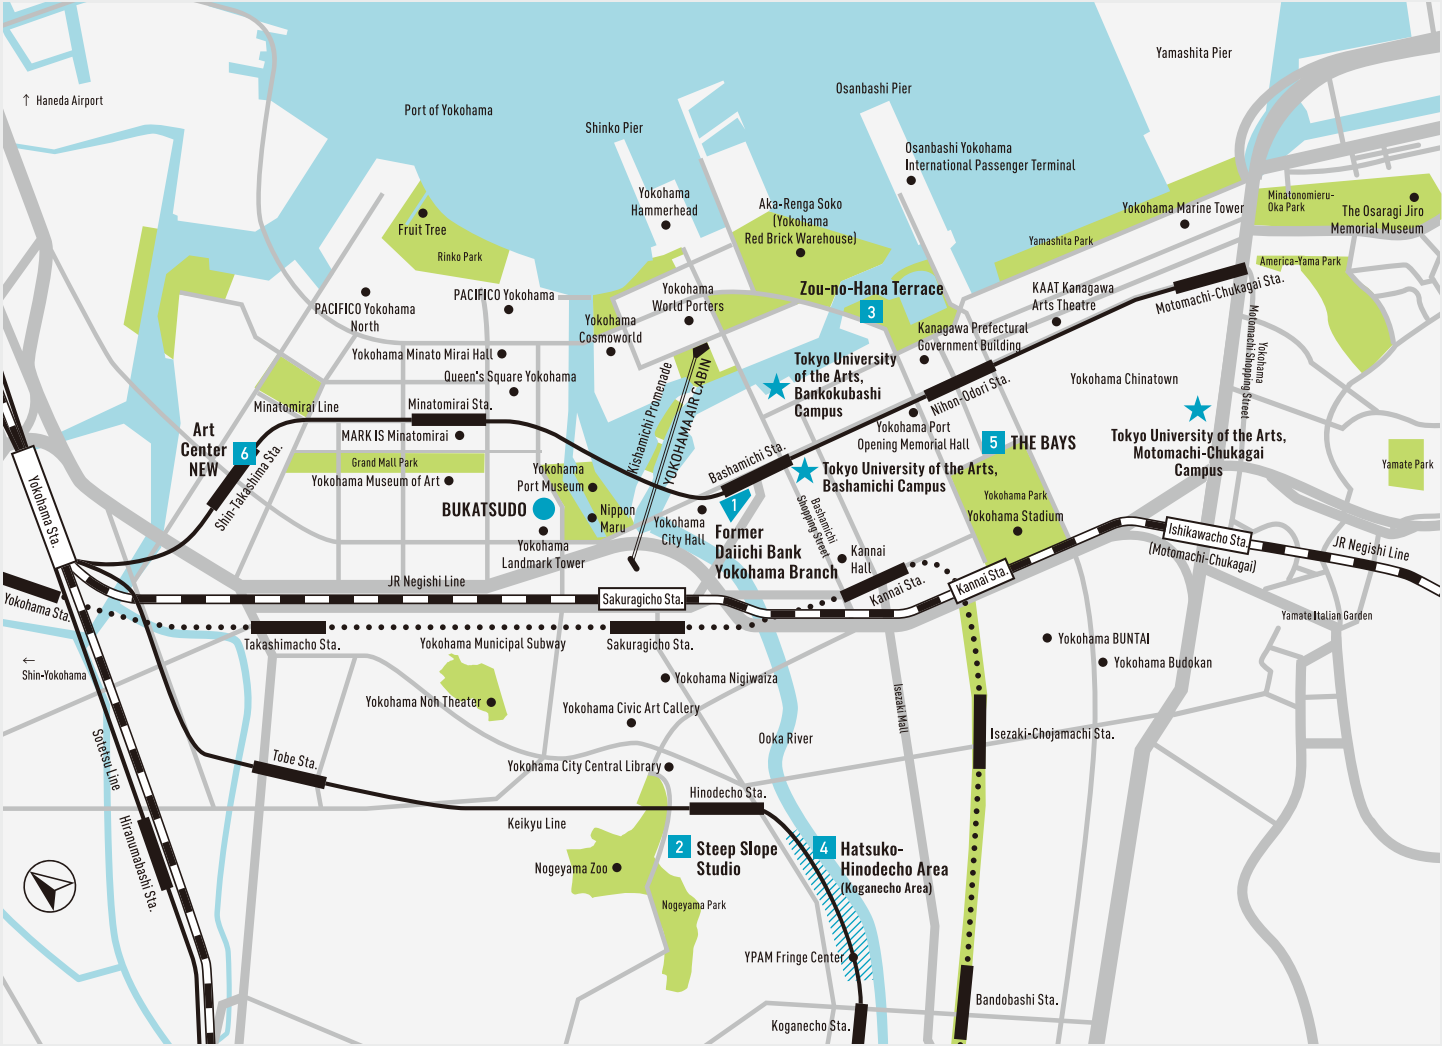 Yamashita Pier
Osanbashi Pier
↑ Haneda Airport
Port of Yokohama
Shinko Pier
Osanbashi Yokohama
International Passenger Terminal
Yokohama
Hammerhead
Aka-Renga Soko
(Yokohama
Red Brick Warehouse)
Yokohama Marine Tower
Minatonomieru-
Oka Park
The Osaragi Jiro
Memorial Museum
Fruit Tree
Rinko Park
Yamashita Park
America-Yama Park
PACIFICO Yokohama
North
PACIFICO Yokohama
Yokohama
World Porters
Zou-no-Hana Terrace
3
KAAT Kanagawa
Arts Theatre
Motomachi-Chukagai Sta.
Yokohama
Cosmoworld
Kanagawa Prefectural
Government Building
Yokohama
Motomachi Shopping Street
Yokohama Minato Mirai Hall
Queen's Square Yokohama
Kishamichi Promenade
YOKOHAMA AIR CABIN
Tokyo University
of the Arts,
Bankokubashi
Campus
Nihon-Odori Sta.
Yokohama Chinatown
Minatomirai Line
Minatomirai Sta.
MARK IS Minatomirai
Yokohama Port
Opening Memorial Hall
5
THE BAYS
Tokyo University of the Arts,
Motomachi-Chukagai
Campus
Art
Center
NEW
6
Shin-Takashima Sta.
Grand Mall Park
Yokohama Museum of Art
Yokohama
Port Museum
Bashamichi Sta.
Tokyo University of the Arts,
Bashamichi Campus
Yamate Park
BUKATSUDO
Nippon
Maru
Yokohama
City Hall
1
Former
Daiichi Bank
Yokohama Branch
Bashamichi
Shopping Street
Yokohama Park
Yokohama Stadium
Yokohama Sta.
Yokohama
Landmark Tower
Kannai
Hall
Ishikawacho Sta.
(Motomachi-Chukagai)
JR Negishi Line
JR Negishi Line
Kannai Sta.
Kannai Sta.
Yokohama Sta.
Sakuragicho Sta.
Takashimacho Sta.
Yokohama Municipal Subway
Sakuragicho Sta.
Yamate Italian Garden
Yokohama BUNTAI
Yokohama Budokan
←
Shin-Yokohama
Yokohama Noh Theater
Yokohama Nigiwaiza
Yokohama Civic Art Callery
Isezaki Mall
Isezaki-Chojamachi Sta.
Ooka River
Sotetsu Line
Tobe Sta.
Yokohama City Central Library
Hinodecho Sta.
Keikyu Line
Hiranumabashi Sta.
2
Steep Slope
Studio
4
Hatsuko-
Hinodecho Area
(Koganecho Area)
Nogeyama Zoo
Nogeyama Park
YPAM Fringe Center
Koganecho Sta.
Bandobashi Sta.